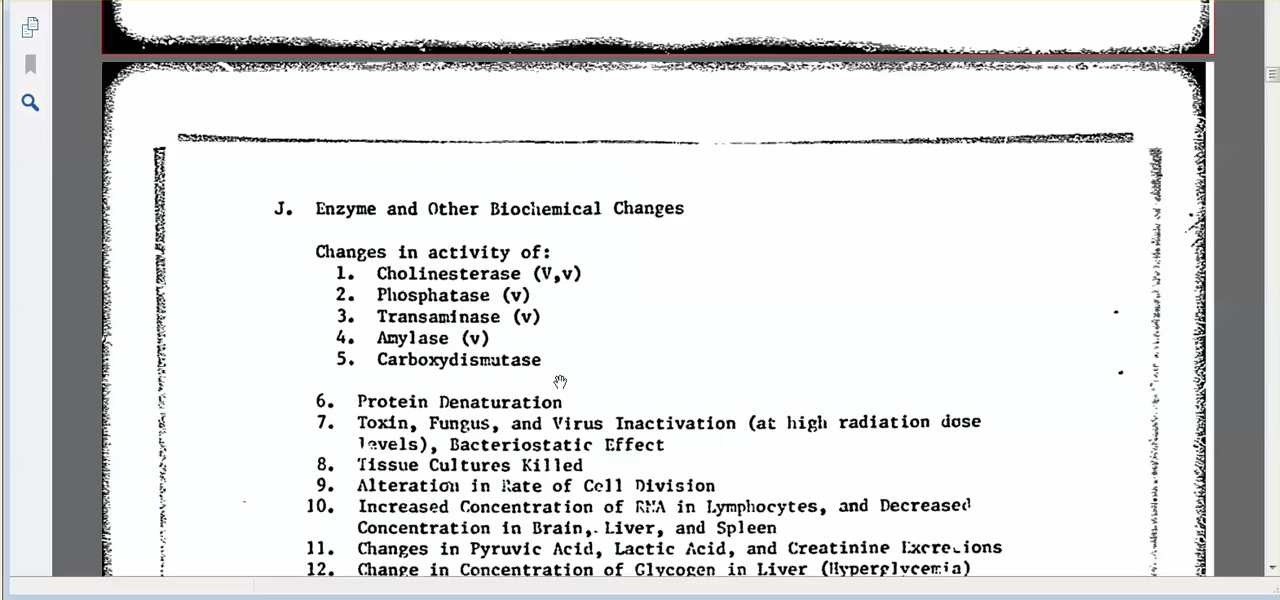 J. Enzyme and Other Biochemical Changes
Changes in activity of:
1. Cholinesterase (V,v)
2. Phosphatase (v)
3. Transaminase (v)
4. Amylase (v)
5. Carboxydismutase
6. Protein Denaturation
7. Toxin, Fungus, and Virus Inactivation (at high radiation dose
levels), Bacteriostatic Effect
8. Tissue Cultures Killed
9. Alteration in Rate of Cell Division
10. Increased Concentration of RNA in Lymphocytes, and Decreased
Concentration in Brain, Liver, and Spleen
11. Changes in Pyruvic Acid, Lactic Acid, and Creatinine Excretions
12. Change in Concentration of Glycogen in Liver (Hyperglycemia)